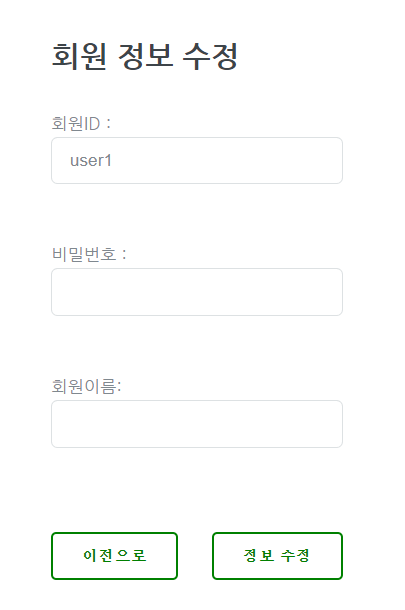 회원 정보 수정
회원ID :
user1
비밀번호 :
회원이름:
이전으로
정보 수정